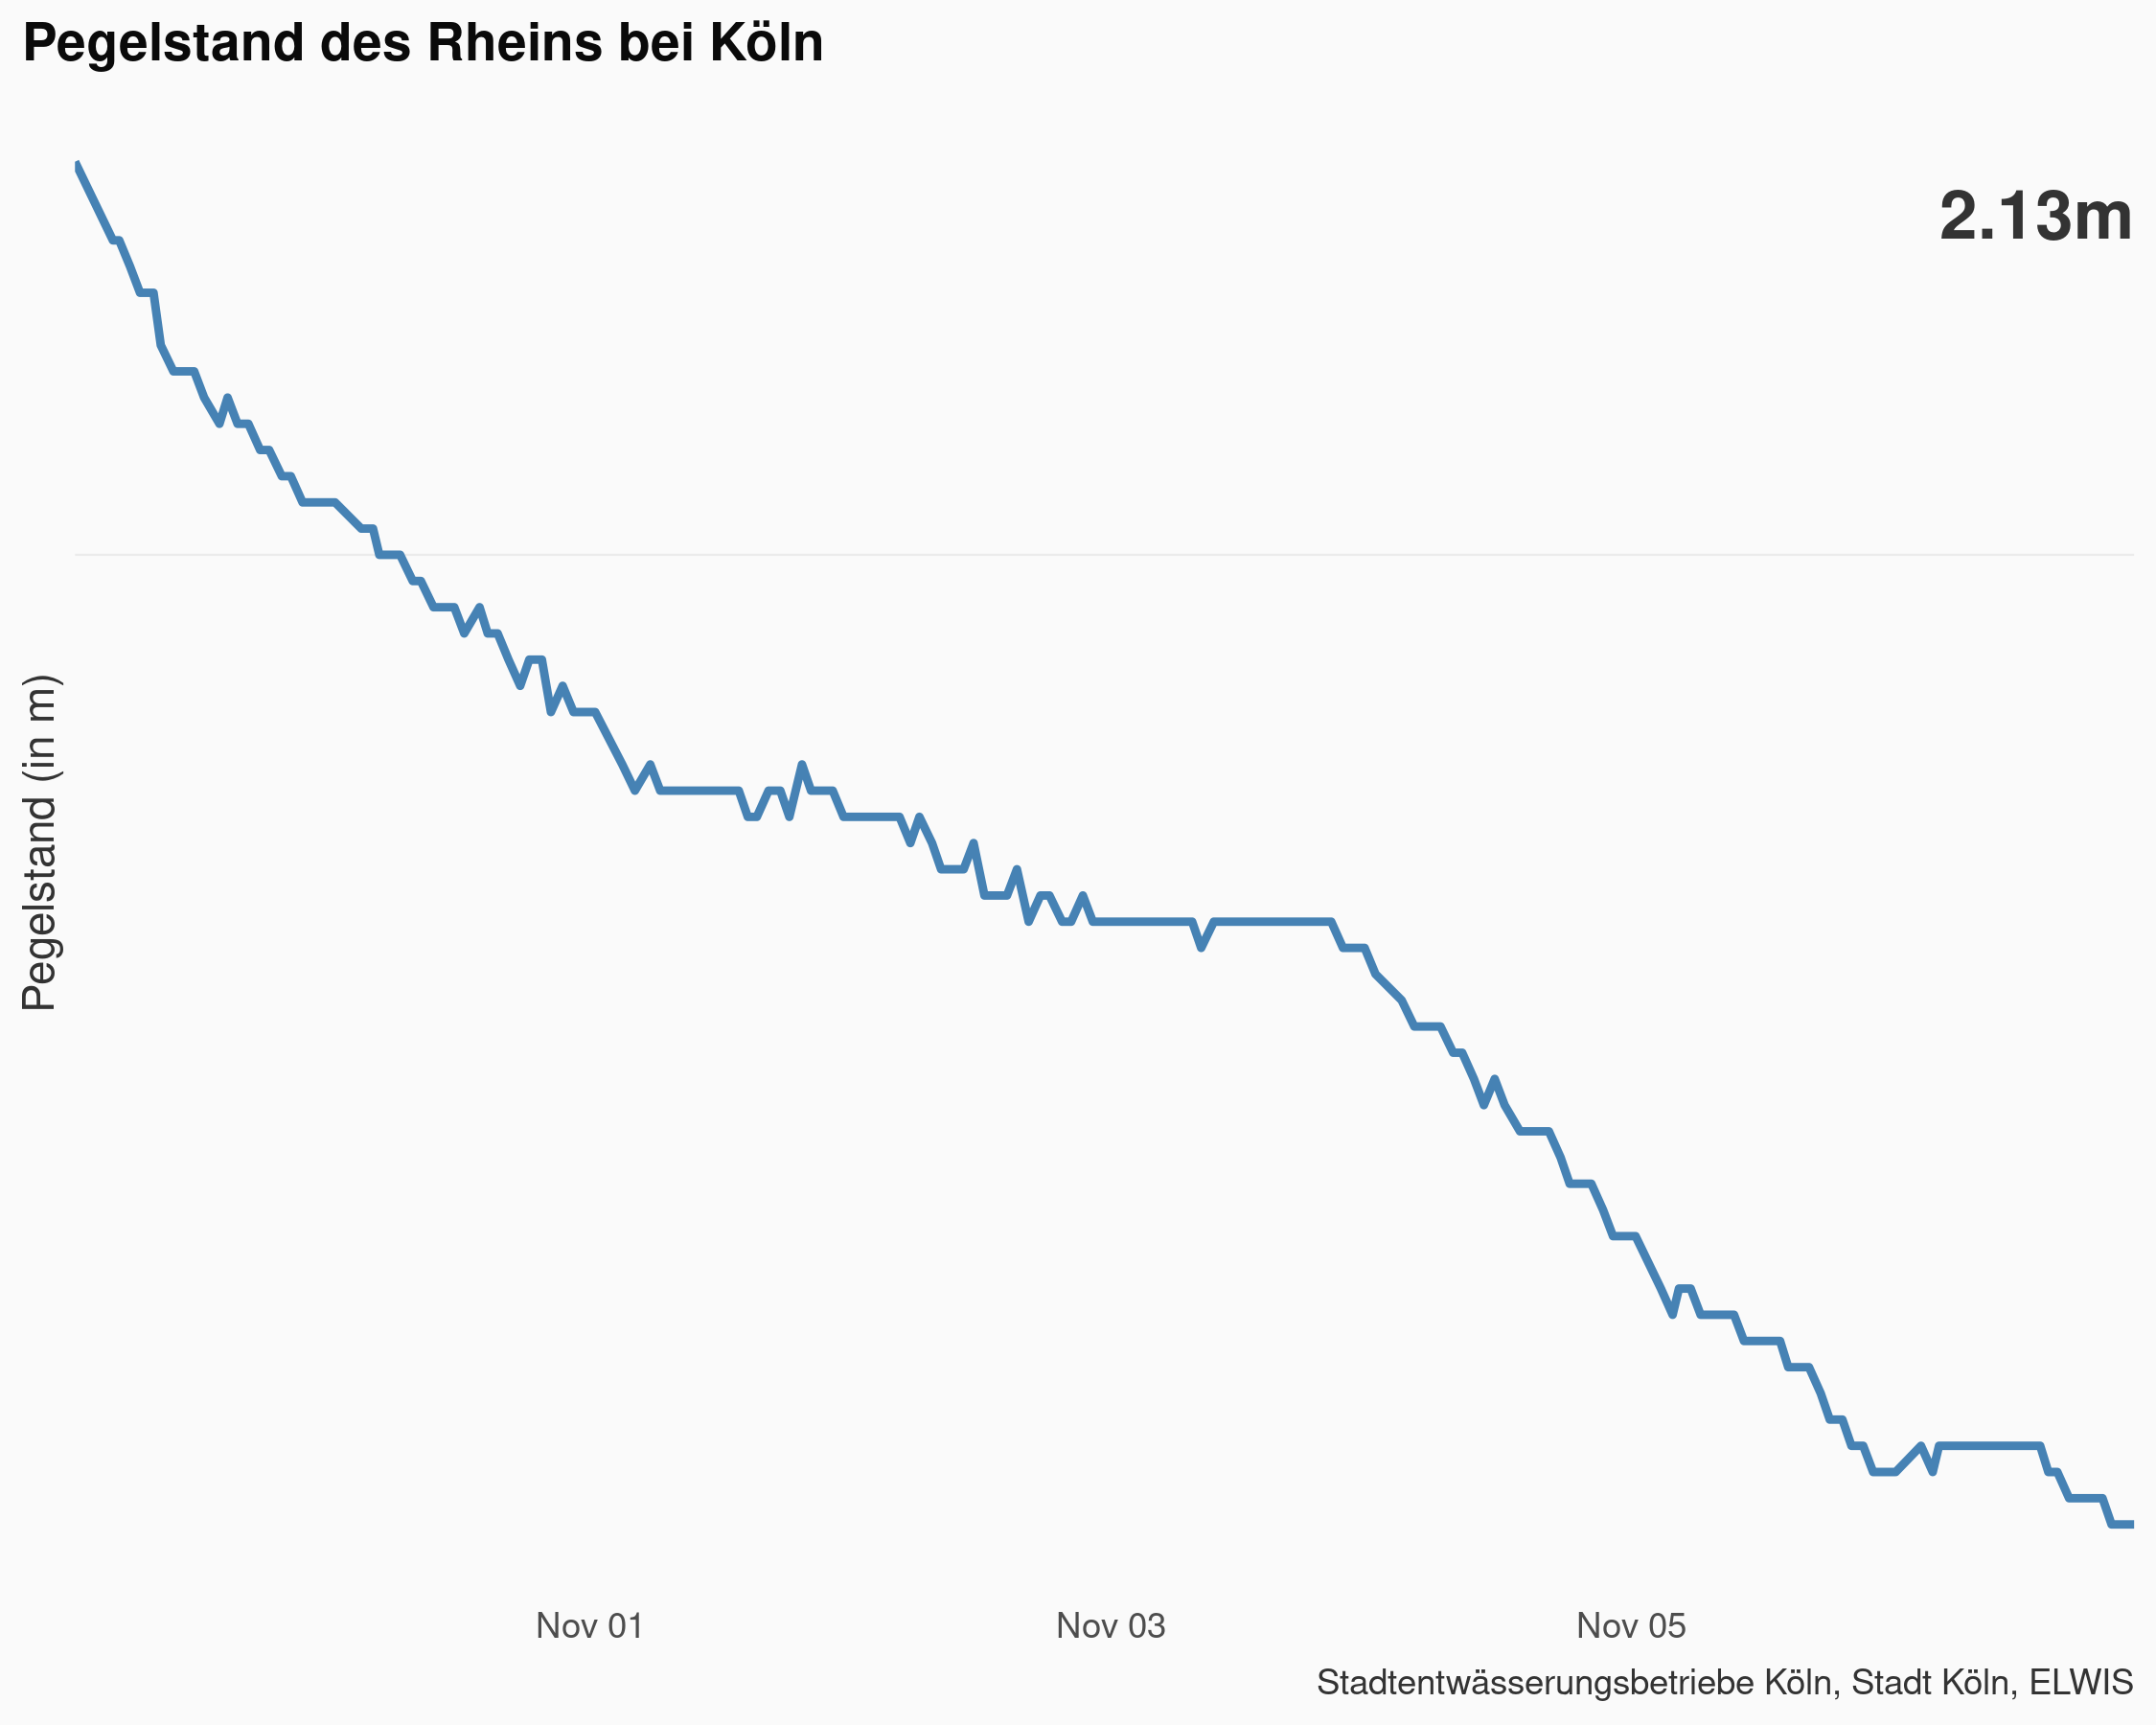 Pegelstand des Rheins bei Köln
2.13m
Pegelstand (in m)
Nov 01
Nov 03
Nov 05
Stadtentwässerungsbetriebe Köln, Stadt Köln, ELWIS